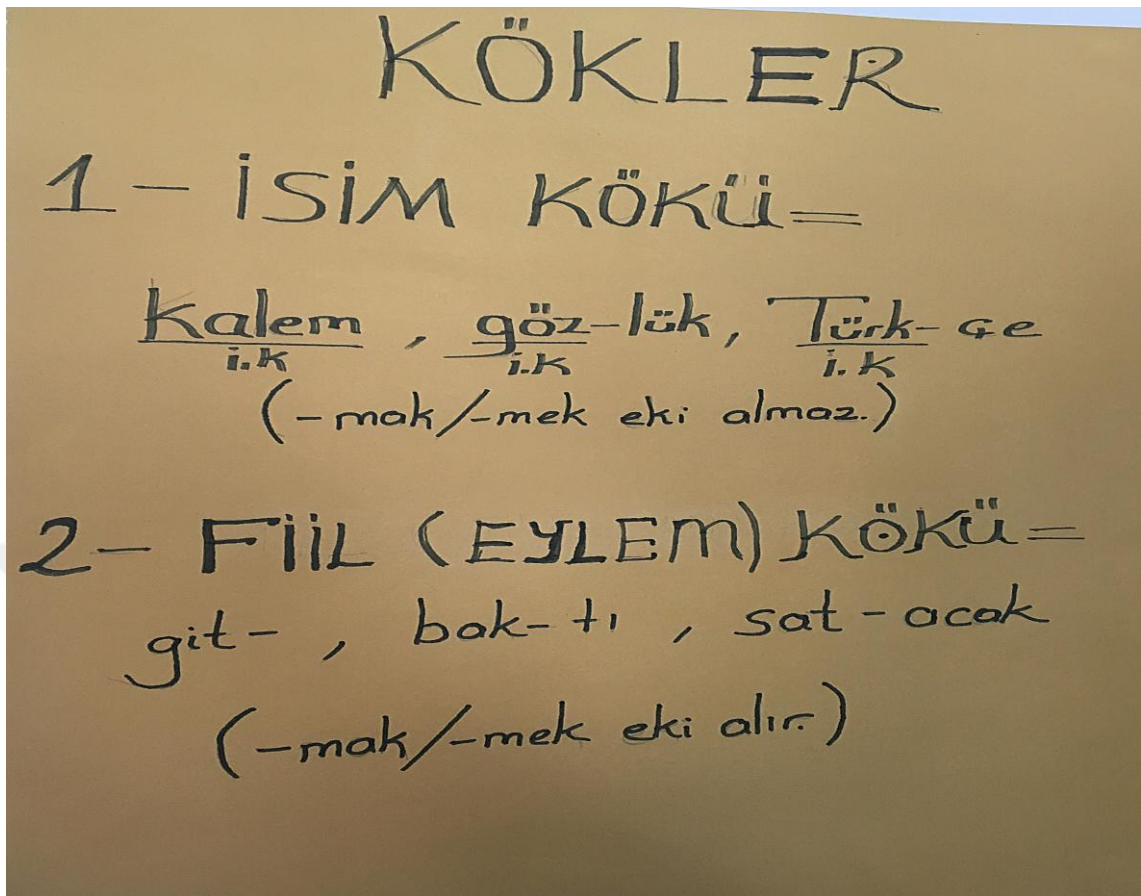 KÖKLER
1 - İSİM KÖKÜ=
Kalem, göz-lük, Türk-çe
i.k i.k i.k
(-mak/-mek eki almaz.)
2- FİİL (EYLEM) KÖKÜ=
git-, bak-tı, sat-acak
(-mak/-mek eki alır.)